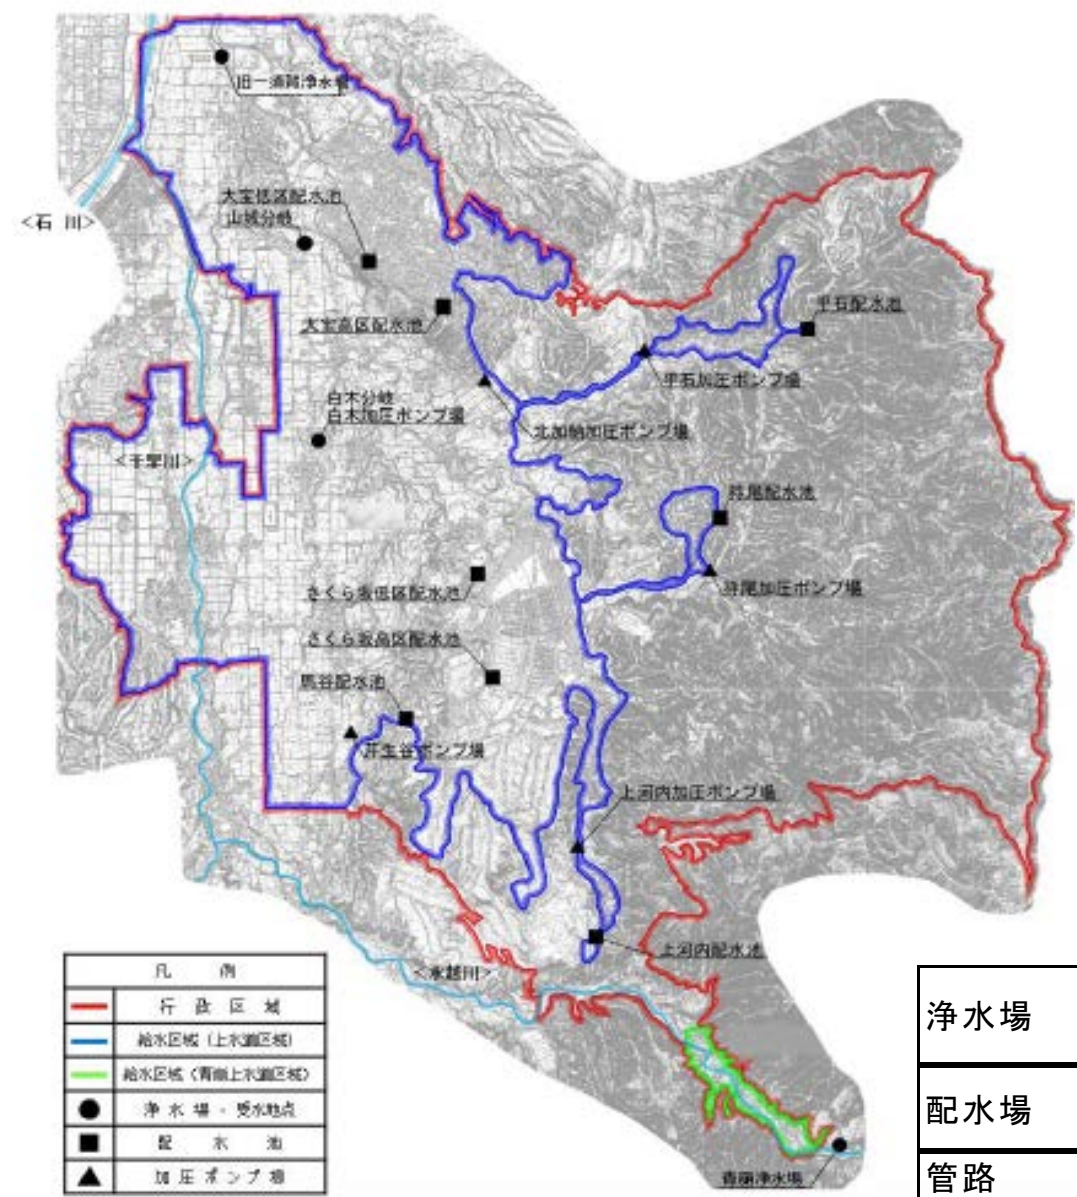 旧一須賀浄水場
大宝低区配水池
山城分岐
<石 川>
平石配水池
大宝高区配水池
平石加圧ポンプ場
白木分岐
白木加圧ポンプ場
北加納加圧ポンプ場
<千早川>
持尾配水池
さくら坂低区配水池
持尾加圧ポンプ場
さくら坂高区配水池
馬谷配水池
芹生谷ポンプ場
上河内加圧ポンプ場
上河内配水池
<水越川>
凡 例
行 政 区 域
給水区域 (上水道区域)
給水区域 (青崩上水道区域)
浄 水 場 ・ 受水地点
配 水 池
加 圧 ポ ン プ 場
青崩浄水場
浄水場
配水場
管路